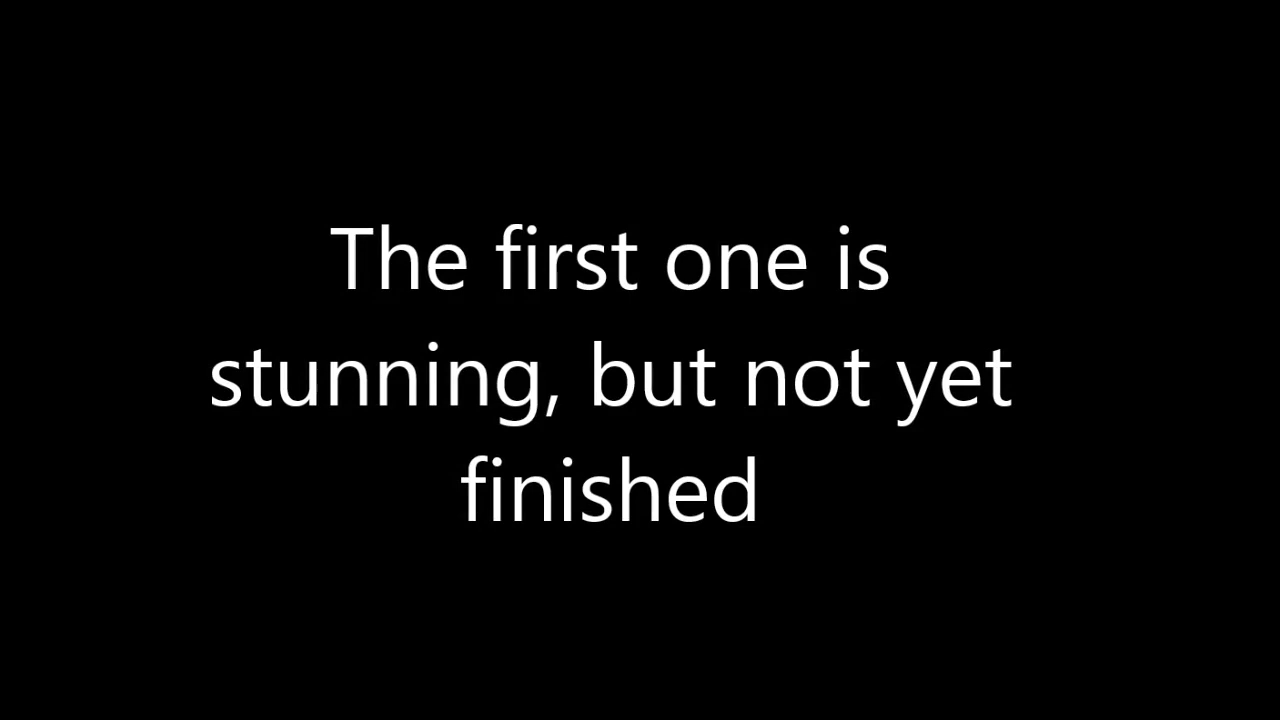 The first one is
stunning, but not yet
finished